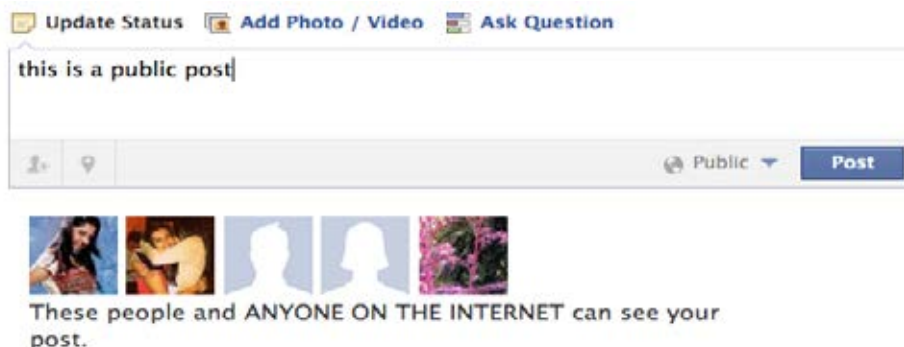 Update Status Add Photo / Video Ask Question
this is a public post
Public Post
These people and ANYONE ON THE INTERNET can see your
post.